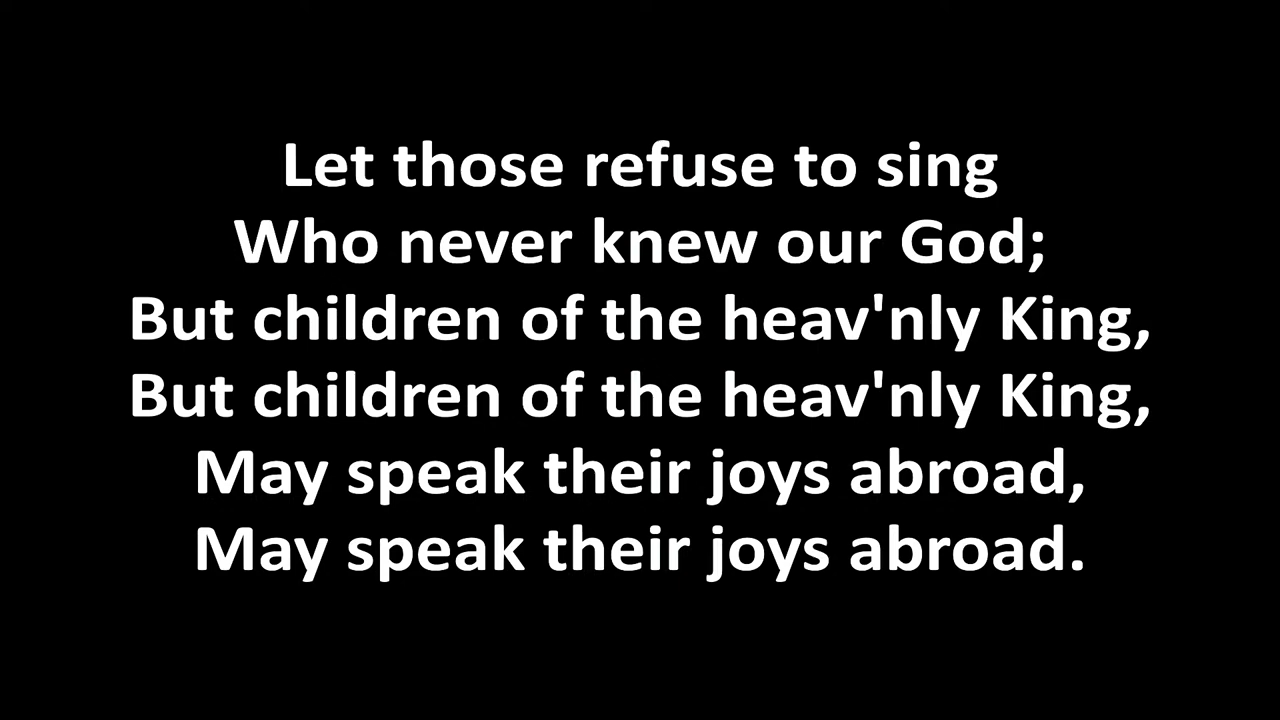 Let those refuse to sing
Who never knew our God;
But children of the heav'nly King,
But children of the heav'nly King,
May speak their joys abroad,
May speak their joys abroad.